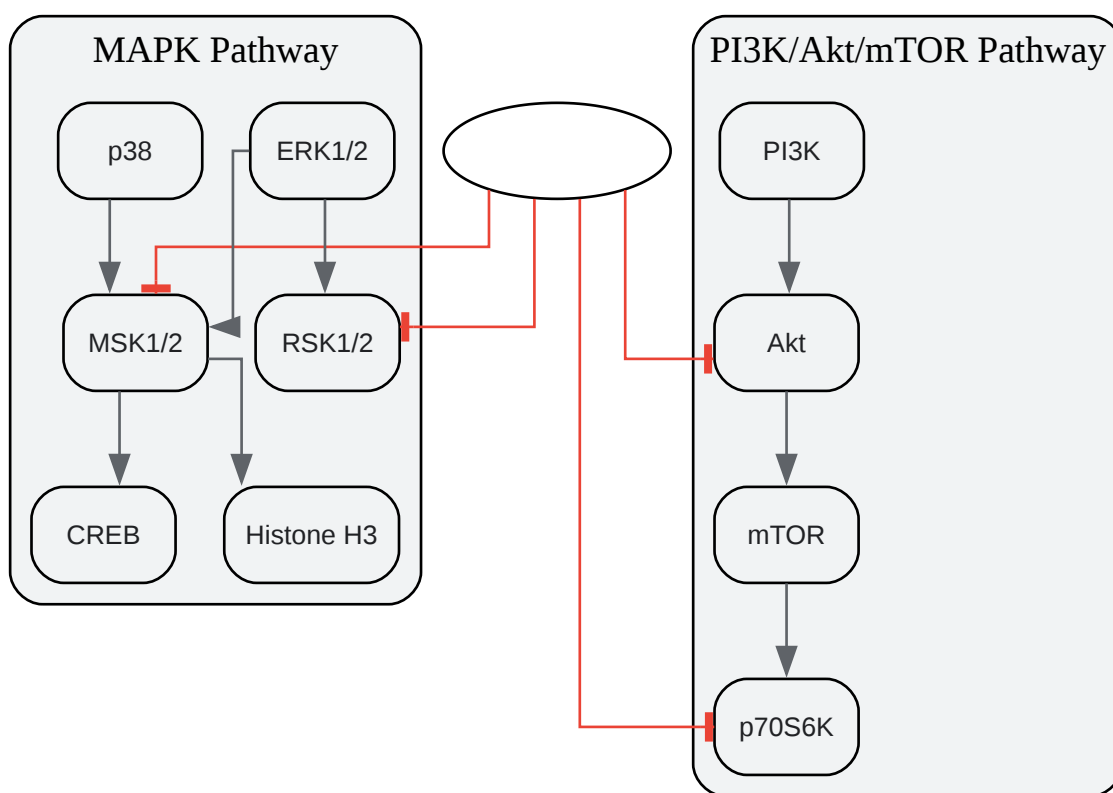 MAPK Pathway
PI3K/Akt/mTOR Pathway
p38
ERK1/2
PI3K
MSK1/2
RSK1/2
Akt
CREB
Histone H3
mTOR
p70S6K